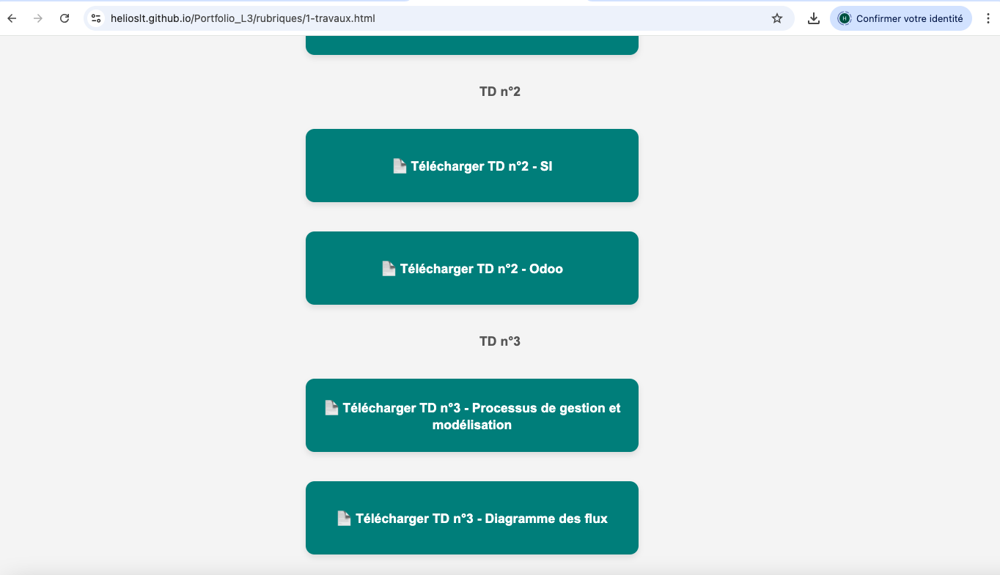 helioslt.github.io/Portfolio_L3/rubriques/1-travaux.html
H Confirmer votre identité
TD n°2
Télécharger TD n°2 - SI
Télécharger TD n°2 - Odoo
TD n°3
Télécharger TD n°3 - Processus de gestion et
modélisation
Télécharger TD n°3 - Diagramme des flux